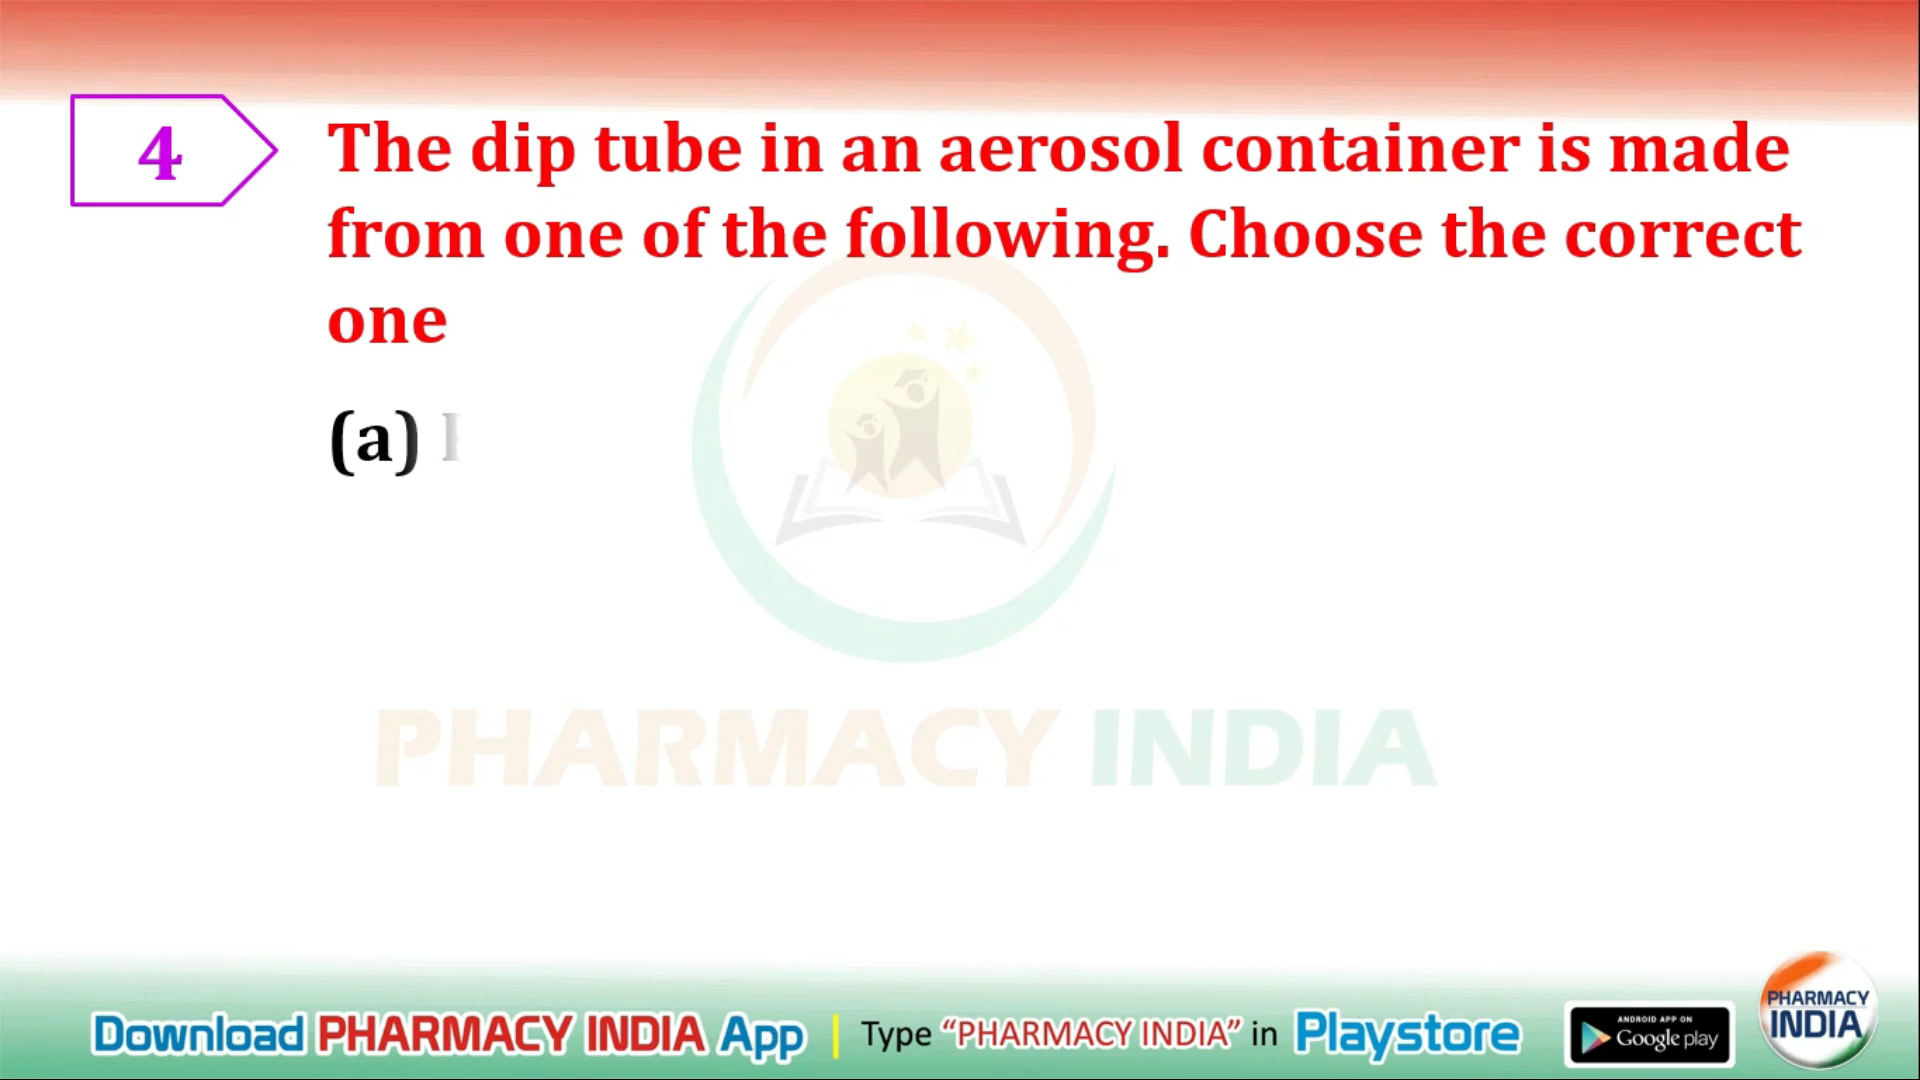 4
The dip tube in an aerosol container is made
from one of the following. Choose the correct
one
(a)
PHARMACY INDIA
Download PHARMACY INDIA App | Type “PHARMACY INDIA” in Playstore
ANDROID APP ON
Google play
PHARMACY
INDIA